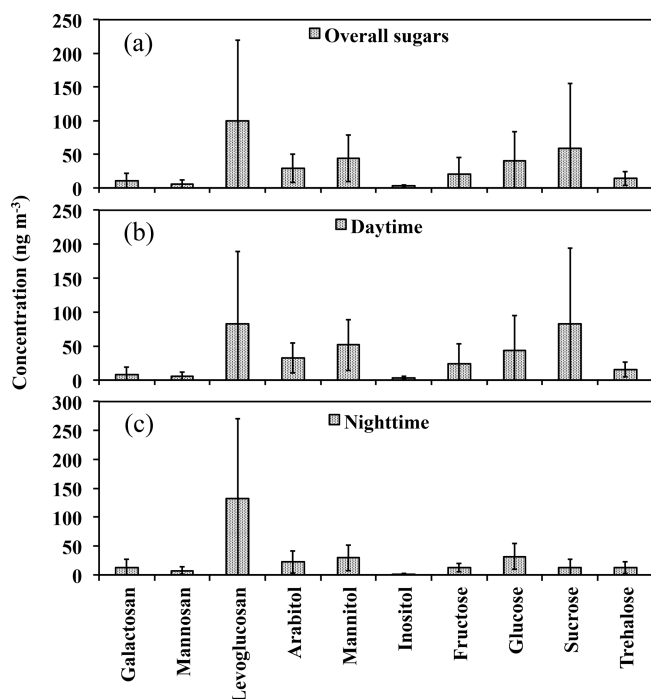 Concentration (ng m-3)
(a)
Overall sugars
250
200
150
100
50
0
(b)
Daytime
250
200
150
100
50
0
(c)
Nighttime
300
250
200
150
100
50
0
Galactosan
Mannosan
Levoglucosan
Arabitol
Mannitol
Inositol
Fructose
Glucose
Sucrose
Trehalose